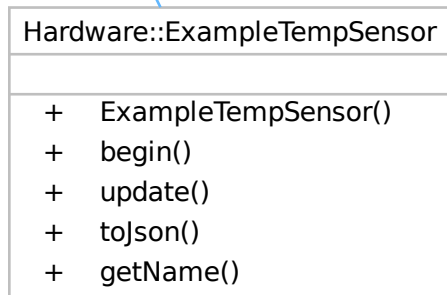 Hardware::ExampleTempSensor
+ ExampleTempSensor()
+ begin()
+ update()
+ toJson()
+ getName()